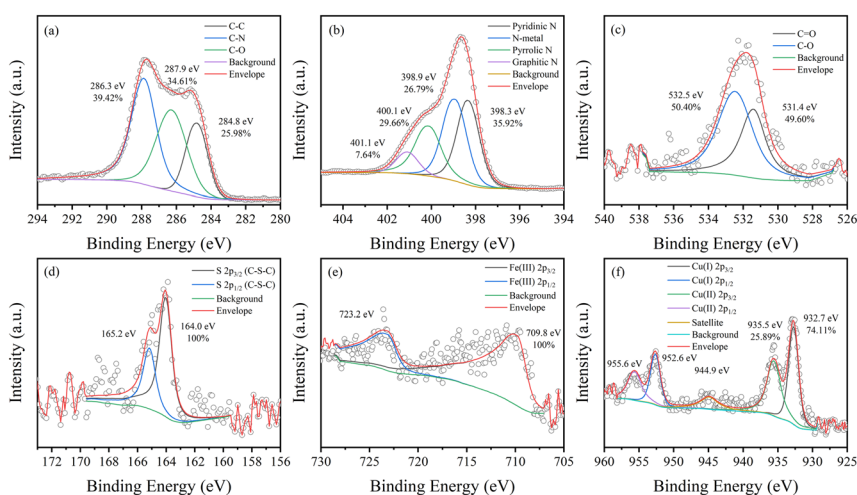 (a)
C-C
C-N
C-O
Background
Envelope
286.3 eV
39.42%
287.9 eV
34.61%
284.8 eV
25.98%
Intensity (a.u.)
294 292 290 288 286 284 282 280
Binding Energy (eV)
(b)
Pyridinic N
N-metal
Pyrrolic N
Graphitic N
Background
Envelope
398.9 eV
26.79%
400.1 eV
29.66%
401.1 eV
7.64%
398.3 eV
35.92%
Intensity (a.u.)
404 402 400 398 396 394
Binding Energy (eV)
(c)
C=O
C-O
Background
Envelope
532.5 eV
50.40%
531.4 eV
49.60%
Intensity (a.u.)
540 538 536 534 532 530 528 526
Binding Energy (eV)
(d)
S 2p3/2 (C-S-C)
S 2p1/2 (C-S-C)
Background
Envelope
165.2 eV
164.0 eV
100%
Intensity (a.u.)
172 170 168 166 164 162 160 158 156
Binding Energy (eV)
(e)
Fe(III) 2p3/2
Fe(III) 2p1/2
Background
Envelope
723.2 eV
709.8 eV
100%
Intensity (a.u.)
730 725 720 715 710 705
Binding Energy (eV)
(f)
Cu(I) 2p3/2
Cu(I) 2p1/2
Cu(II) 2p3/2
Cu(II) 2p1/2
Satellite
Background
Envelope
935.5 eV
25.89%
932.7 eV
74.11%
955.6 eV
952.6 eV
944.9 eV
Intensity (a.u.)
960 955 950 945 940 935 930 925
Binding Energy (eV)